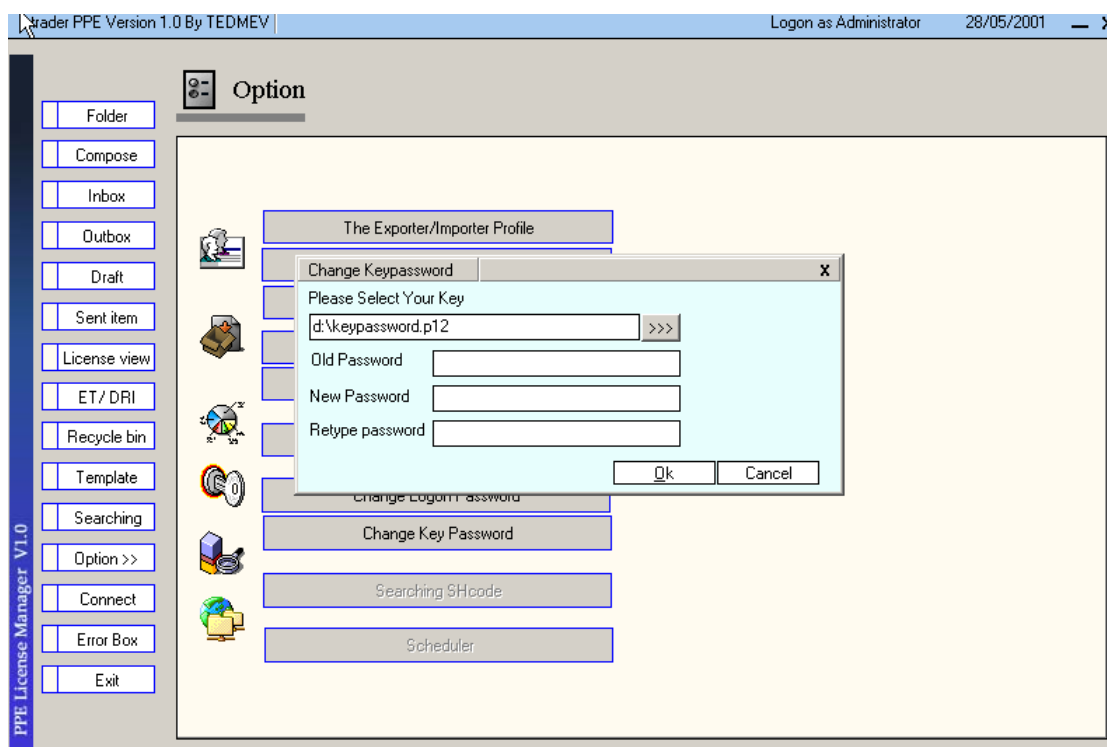 trader PPE Version 1.0 By TEDMEV Logon as Administrator 28/05/2001
Option
Folder
Compose
Inbox
Outbox
Draft
Sent item
License view
ET/ DRI
Recycle bin
Template
Searching
Option >>
Connect
Error Box
Exit
PPE License Manager V1.0
The Exporter/Importer Profile
Change Keypassword X
Please Select Your Key
d:\keypassword.p12 >>>
Old Password
New Password
Retype password
Ok Cancel
Change Logon Password
Change Key Password
Searching SHcode
Scheduler